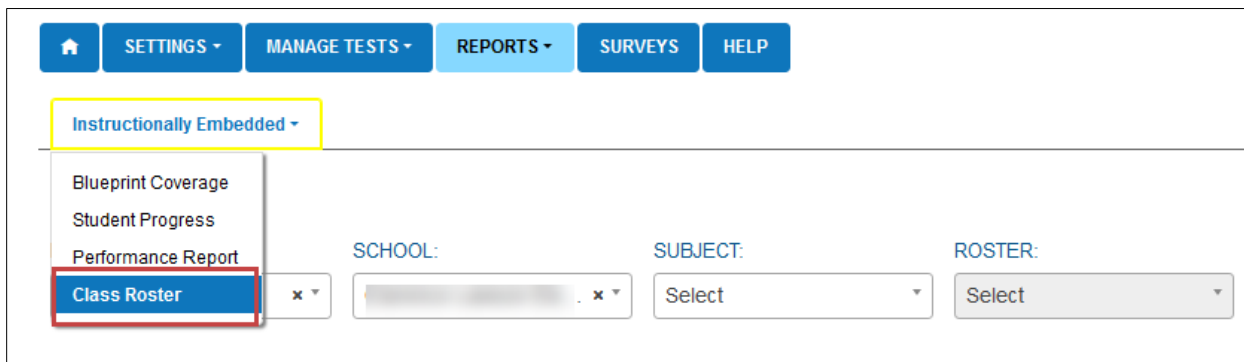 SETTINGS MANAGE TESTS REPORTS SURVEYS HELP
Instructionally Embedded
Blueprint Coverage
Student Progress
Performance Report
Class Roster
SCHOOL: SUBJECT: ROSTER:
Select Select